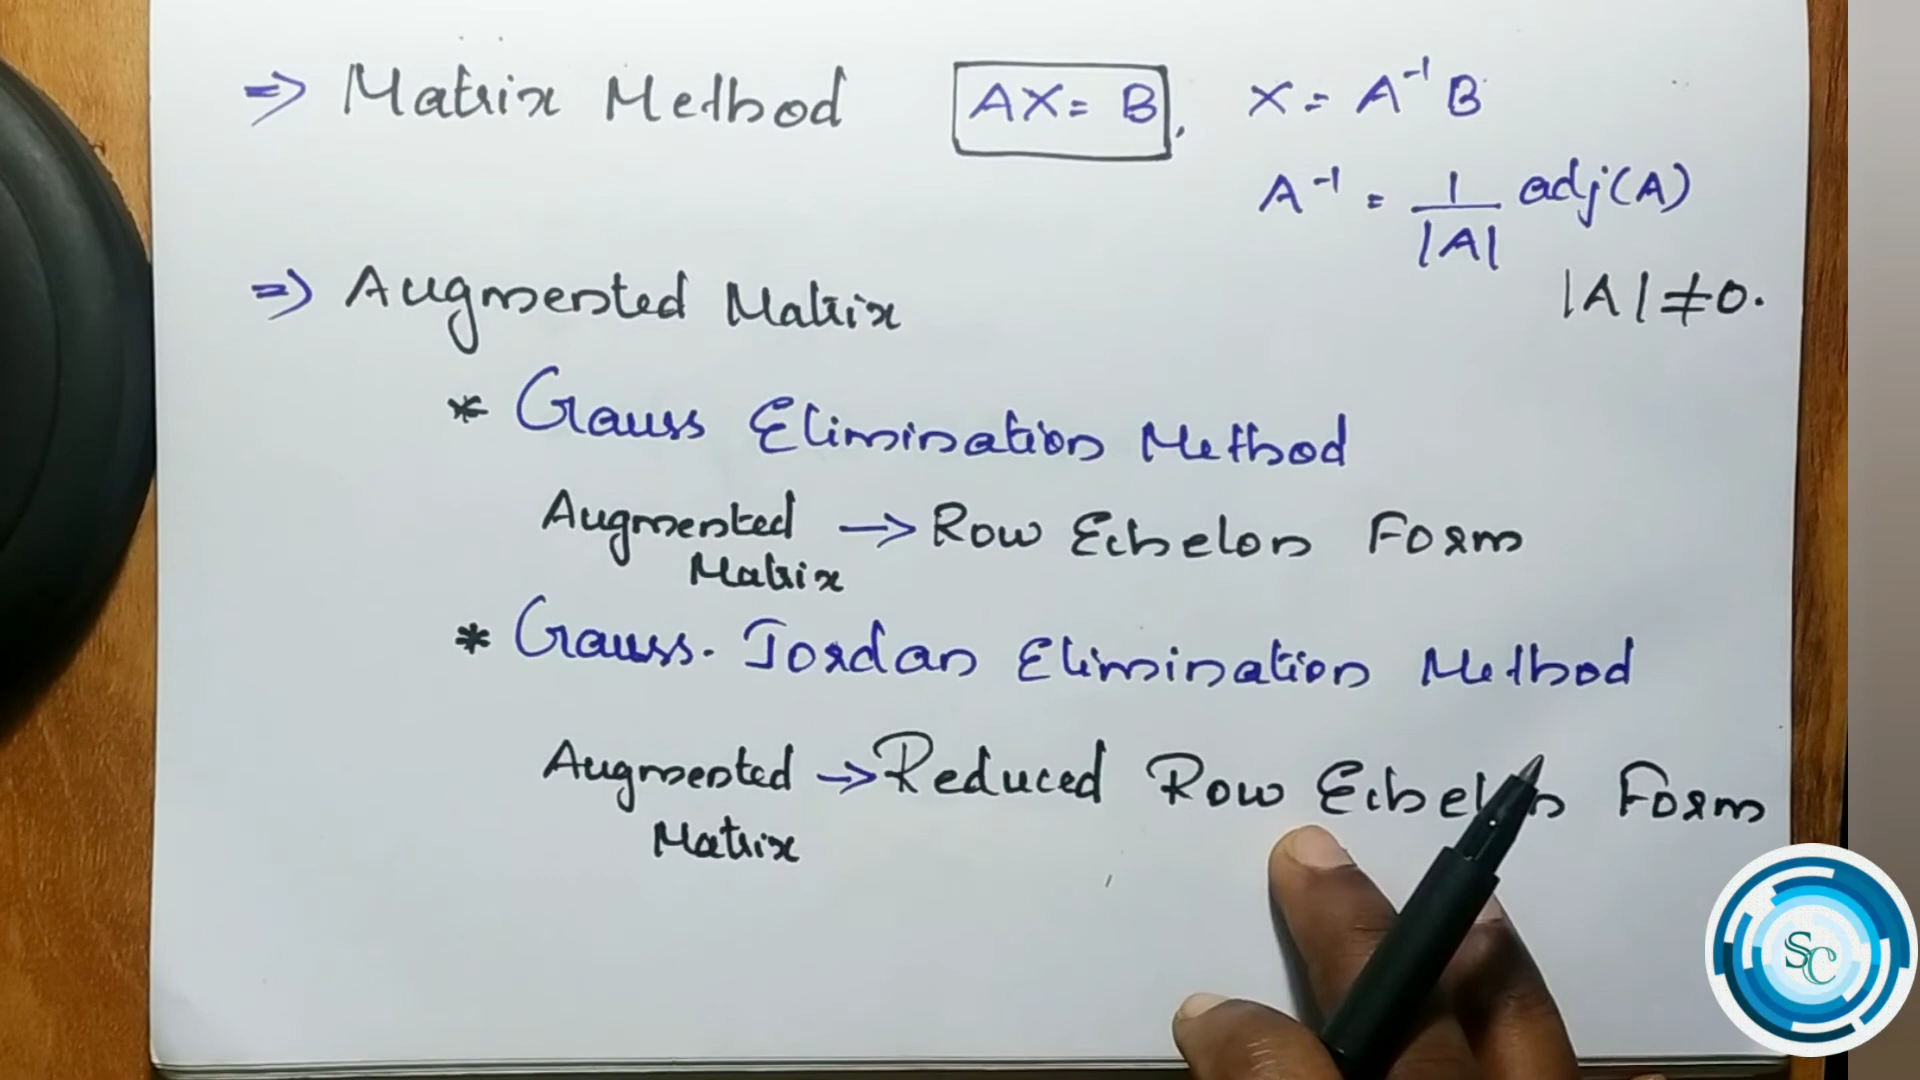 ⇒ Matrix Method AX = B, X = A⁻¹ B
A⁻¹ = 1/|A| adj(A)
|A| ≠ 0.
⇒ Augmented Matrix
* Gauss Elimination Method
Augmented Matrix → Row Echelon Form
* Gauss-Jordan Elimination Method
Augmented Matrix → Reduced Row Echelon Form
SC